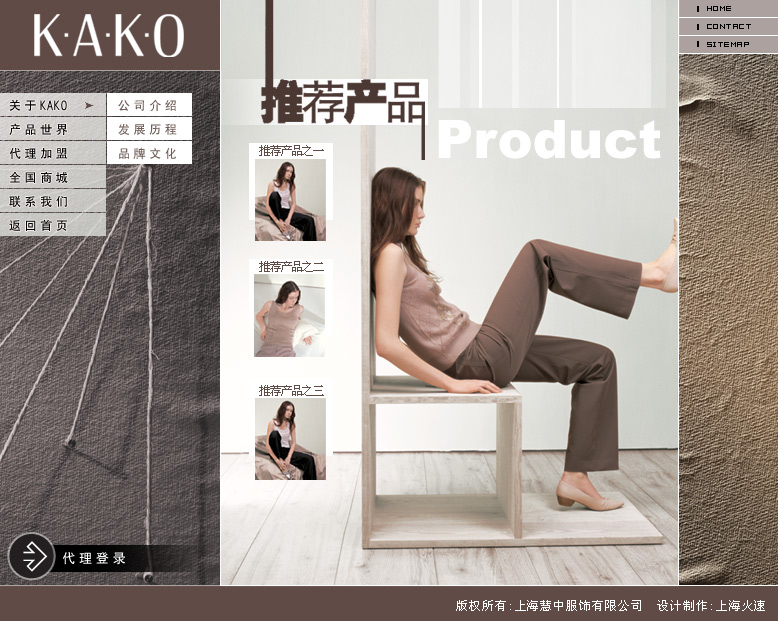 K·A·K·O
HOME
CONTACT
SITEMAP
关于KAKO
产品世界
代理加盟
全国商城
联系我们
返回首页
公司介绍
发展历程
品牌文化
推荐产品
Product
推荐产品之一
推荐产品之二
推荐产品之三
代理登录
版权所有:上海慧中服饰有限公司 设计制作:上海火速